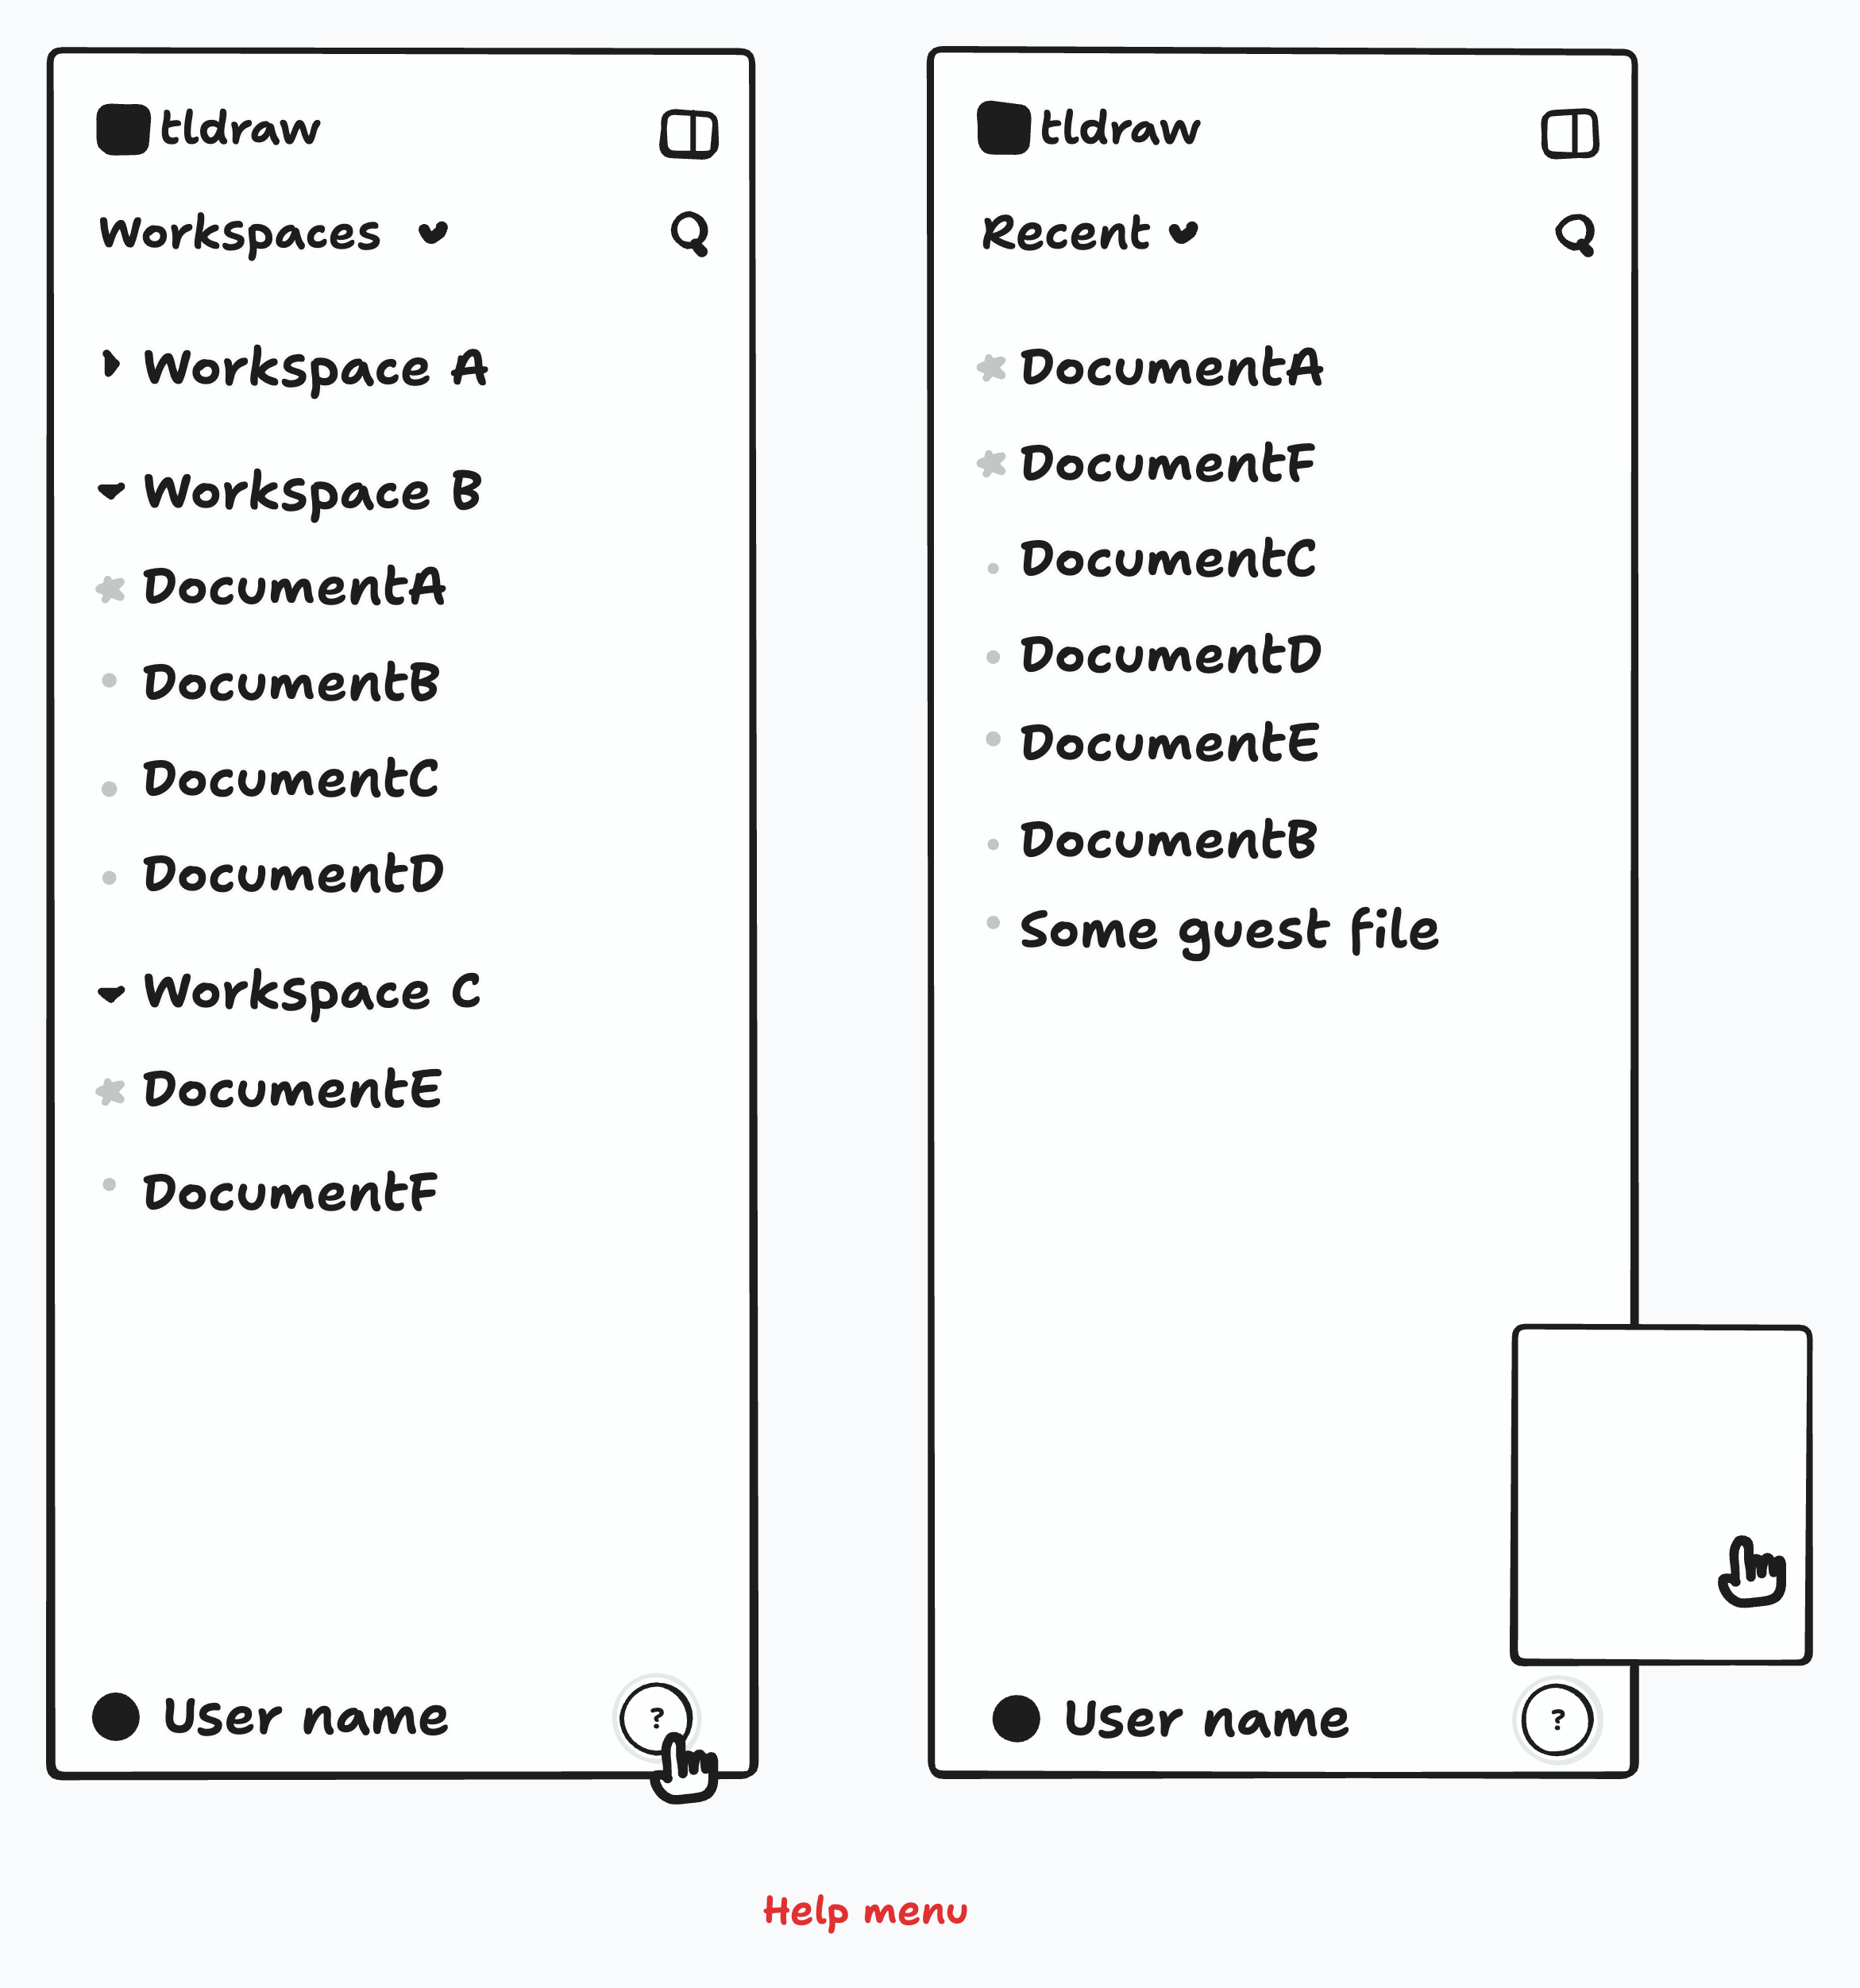 tldraw
Workspaces
Workspace A
Workspace B
DocumentA
DocumentB
DocumentC
DocumentD
Workspace C
DocumentE
DocumentF
User name
?
tldraw
Recent
DocumentA
DocumentF
DocumentC
DocumentD
DocumentE
DocumentB
Some guest file
User name
?
Help menu